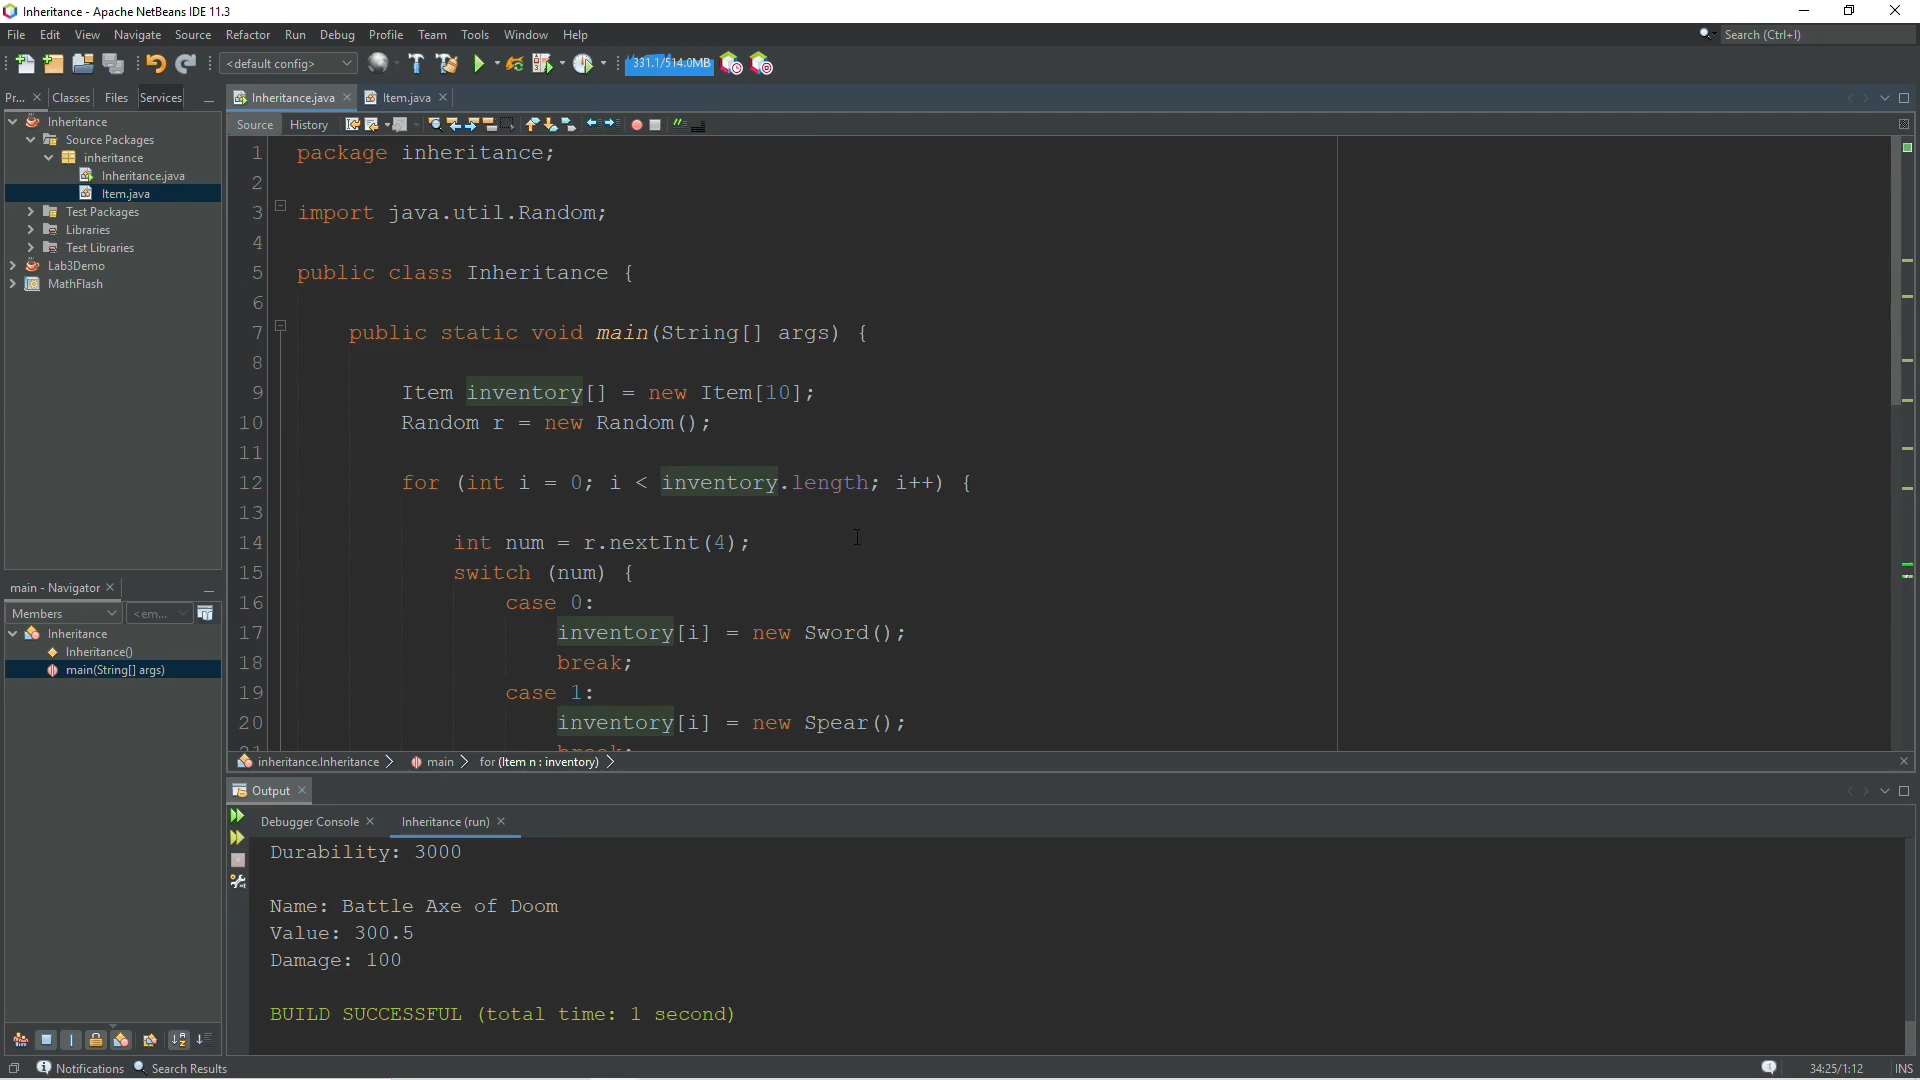 Inheritance - Apache NetBeans IDE 11.3
File Edit View Navigate Source Refactor Run Debug Profile Team Tools Window Help
Search (Ctrl+I)
<default config>
331.1/514.0MB
Pr... Classes Files Services
Inheritance.java Item.java
Source History
Inheritance
Source Packages
inheritance
Inheritance.java
Item.java
Test Packages
Libraries
Test Libraries
Lab3Demo
MathFlash
1 package inheritance;
2
3 import java.util.Random;
4
5 public class Inheritance {
6
7 public static void main(String[] args) {
8
9 Item inventory[] = new Item[10];
10 Random r = new Random();
11
12 for (int i = 0; i < inventory.length; i++) {
13
14 int num = r.nextInt(4);
15 switch (num) {
16 case 0:
17 inventory[i] = new Sword();
18 break;
19 case 1:
20 inventory[i] = new Spear();
21 break;
inheritance.Inheritance main for (Item n : inventory)
main - Navigator
Members <em...
Inheritance
Inheritance()
main(String[] args)
Output
Debugger Console Inheritance (run)
Durability: 3000
Name: Battle Axe of Doom
Value: 300.5
Damage: 100
BUILD SUCCESSFUL (total time: 1 second)
Notifications Search Results
34:25/1:12 INS